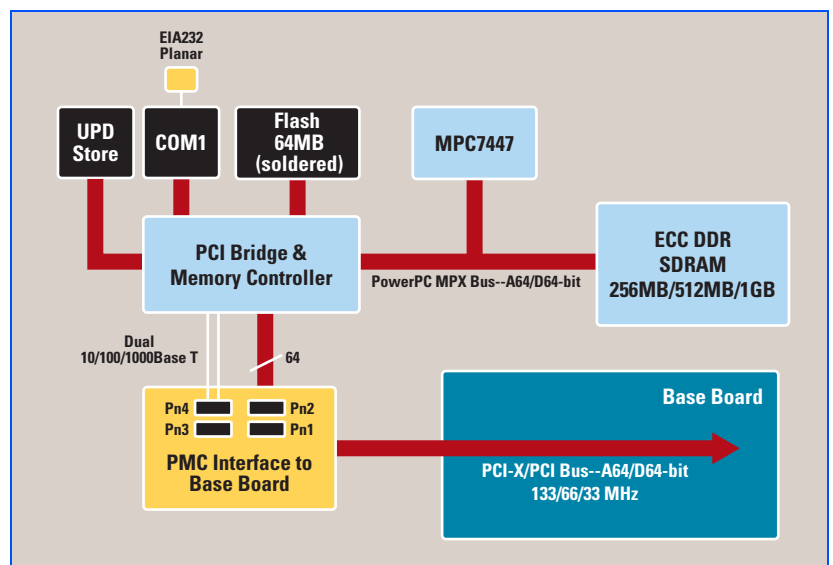 EIA232
Planar
UPD
Store
COM1
Flash
64MB
(soldered)
MPC7447
PCI Bridge &
Memory Controller
ECC DDR
SDRAM
256MB/512MB/1GB
PowerPC MPX Bus--A64/D64-bit
Dual
10/100/1000Base T
64
Pn4
Pn2
Pn3
Pn1
PMC Interface to
Base Board
Base Board
PCI-X/PCI Bus--A64/D64-bit
133/66/33 MHz